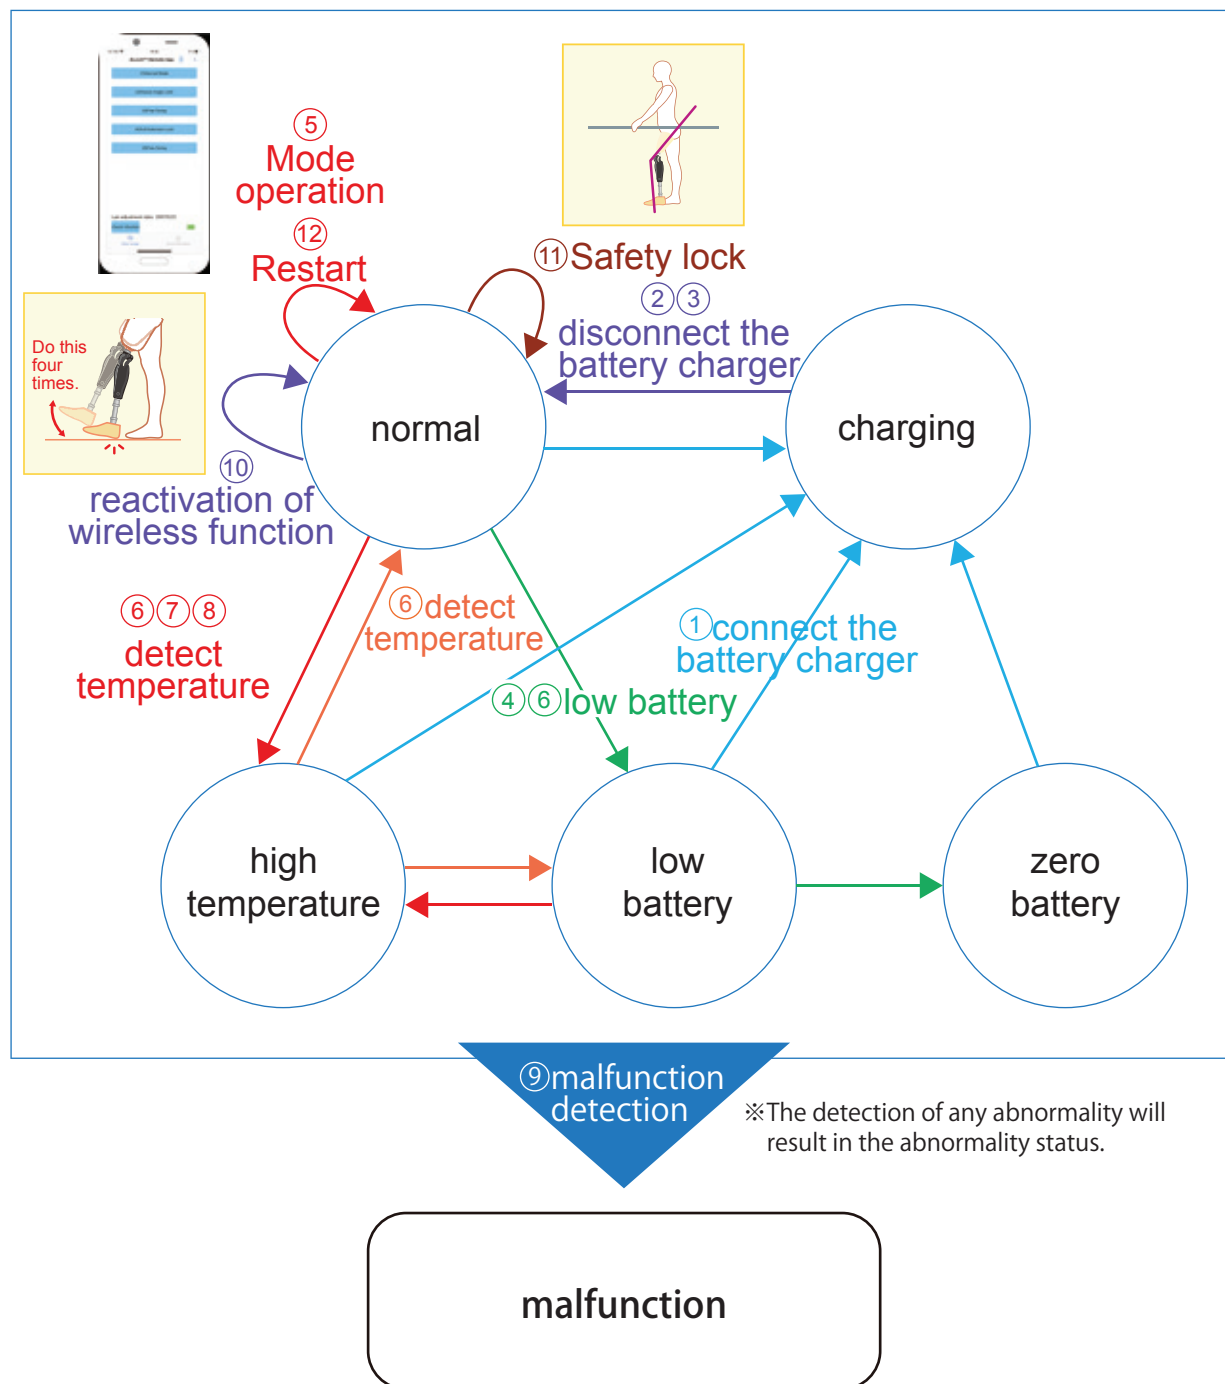 ⑤
Mode
operation
⑫
Restart
⑪Safety lock
②③
disconnect the
battery charger
Do this
four
times.
normal
charging
⑩
reactivation of
wireless function
⑥⑦⑧
detect
temperature
⑥detect
temperature
①connect the
battery charger
④⑥low battery
high
temperature
low
battery
zero
battery
⑨malfunction
detection
※The detection of any abnormality will
result in the abnormality status.
malfunction